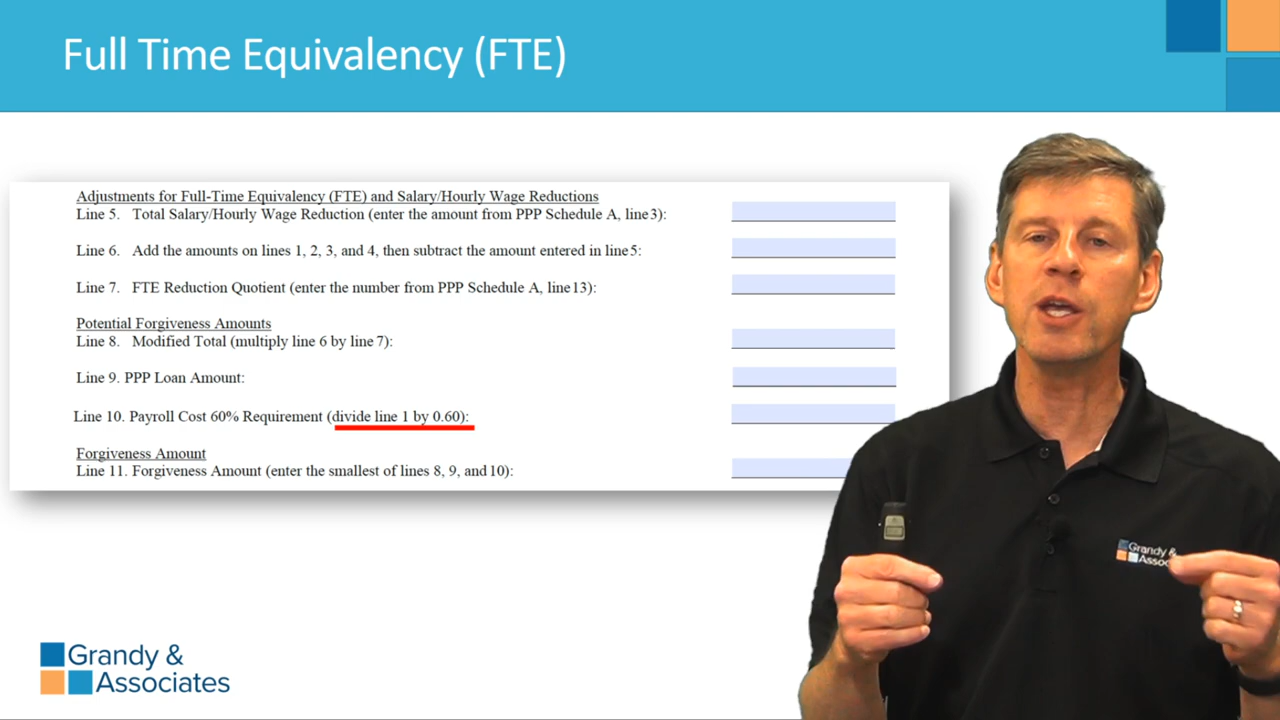 Full Time Equivalency (FTE)
Adjustments for Full-Time Equivalency (FTE) and Salary/Hourly Wage Reductions
Line 5. Total Salary/Hourly Wage Reduction (enter the amount from PPP Schedule A, line 3):
Line 6. Add the amounts on lines 1, 2, 3, and 4, then subtract the amount entered in line 5:
Line 7. FTE Reduction Quotient (enter the number from PPP Schedule A, line 13):
Potential Forgiveness Amounts
Line 8. Modified Total (multiply line 6 by line 7):
Line 9. PPP Loan Amount:
Line 10. Payroll Cost 60% Requirement (divide line 1 by 0.60):
Forgiveness Amount
Line 11. Forgiveness Amount (enter the smallest of lines 8, 9, and 10):
Grandy &
Assoc
Grandy &
Associates